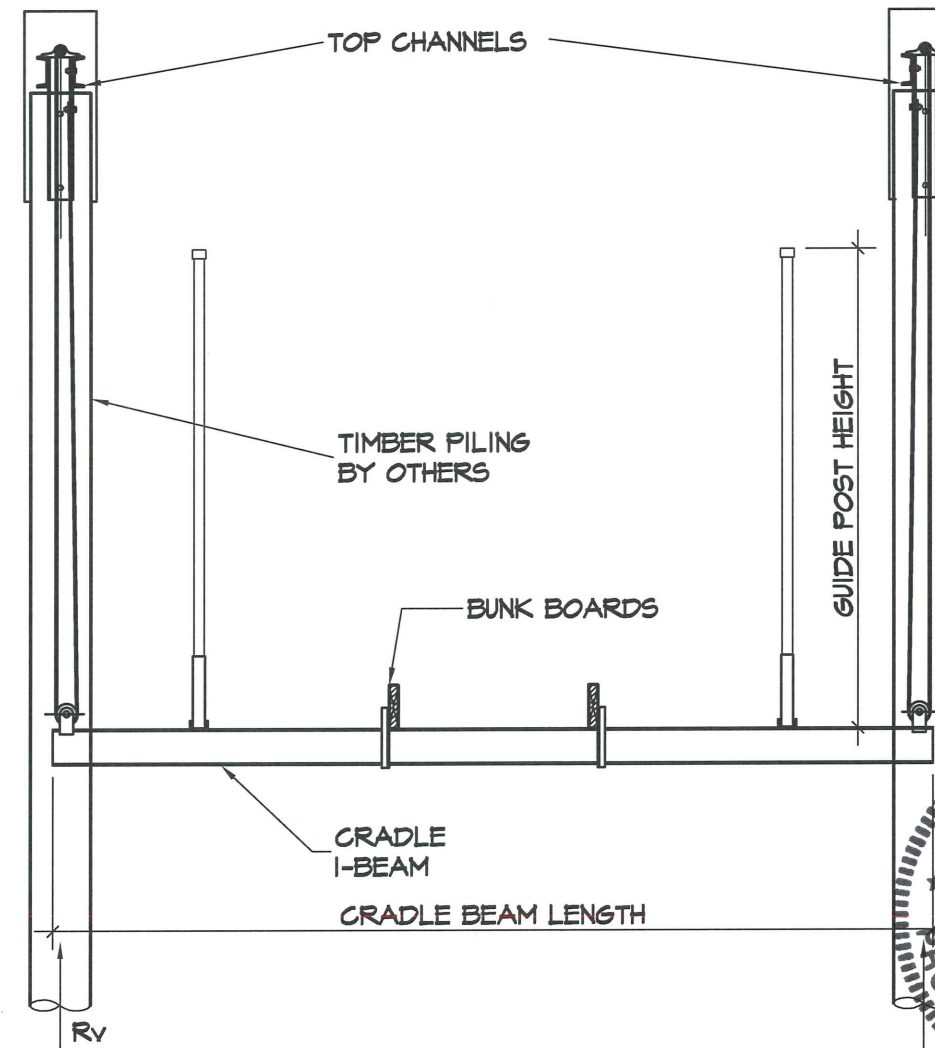 TOP CHANNELS
TIMBER PILING
BY OTHERS
GUIDE POST HEIGHT
BUNK BOARDS
CRADLE
I-BEAM
CRADLE BEAM LENGTH
Rv